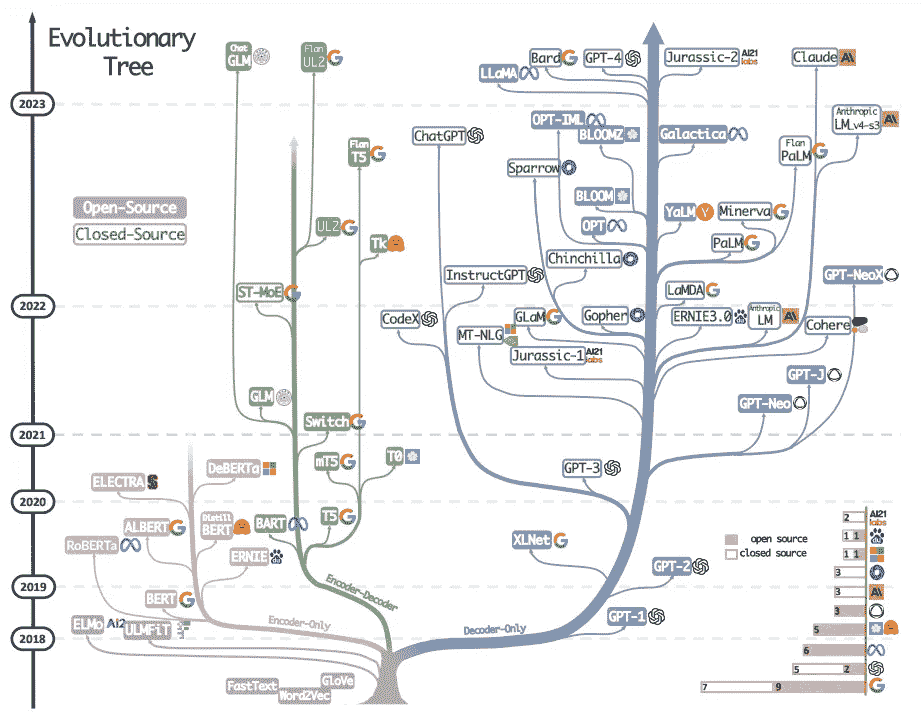 Evolutionary
Tree
Chat
GLM
Flan
UL2
Bard
GPT-4
Jurassic-2
AI21
labs
Claude
LLaMA
2023
Anthropic
LM_v4-s3
OPT-IML
BLOOMZ
Galactica
ChatGPT
Flan
T5
Flan
PaLM
Sparrow
Open-Source
Closed-Source
BLOOM
OPT
YaLM
Minerva
UL2
Tk
PaLM
Chinchilla
InstructGPT
GPT-NeoX
ST-MoE
LaMDA
2022
CodeX
GLaM
Gopher
ERNIE3.0
Anthropic
LM
Cohere
MT-NLG
Jurassic-1
AI21
labs
GPT-J
GLM
GPT-Neo
Switch
2021
DeBERTa
mT5
T0
GPT-3
ELECTRA
2020
ALBERT
Distill
BERT
BART
T5
RoBERTa
ERNIE
XLNet
GPT-2
2019
BERT
Encoder-Decoder
Encoder-Only
Decoder-Only
ELMo
AI2
ULMFiT
GPT-1
2018
FastText
Word2Vec
GloVe
open source
closed source
2
AI21
labs
1 1
1 1
3
3
3
5
6
5 2
7 9